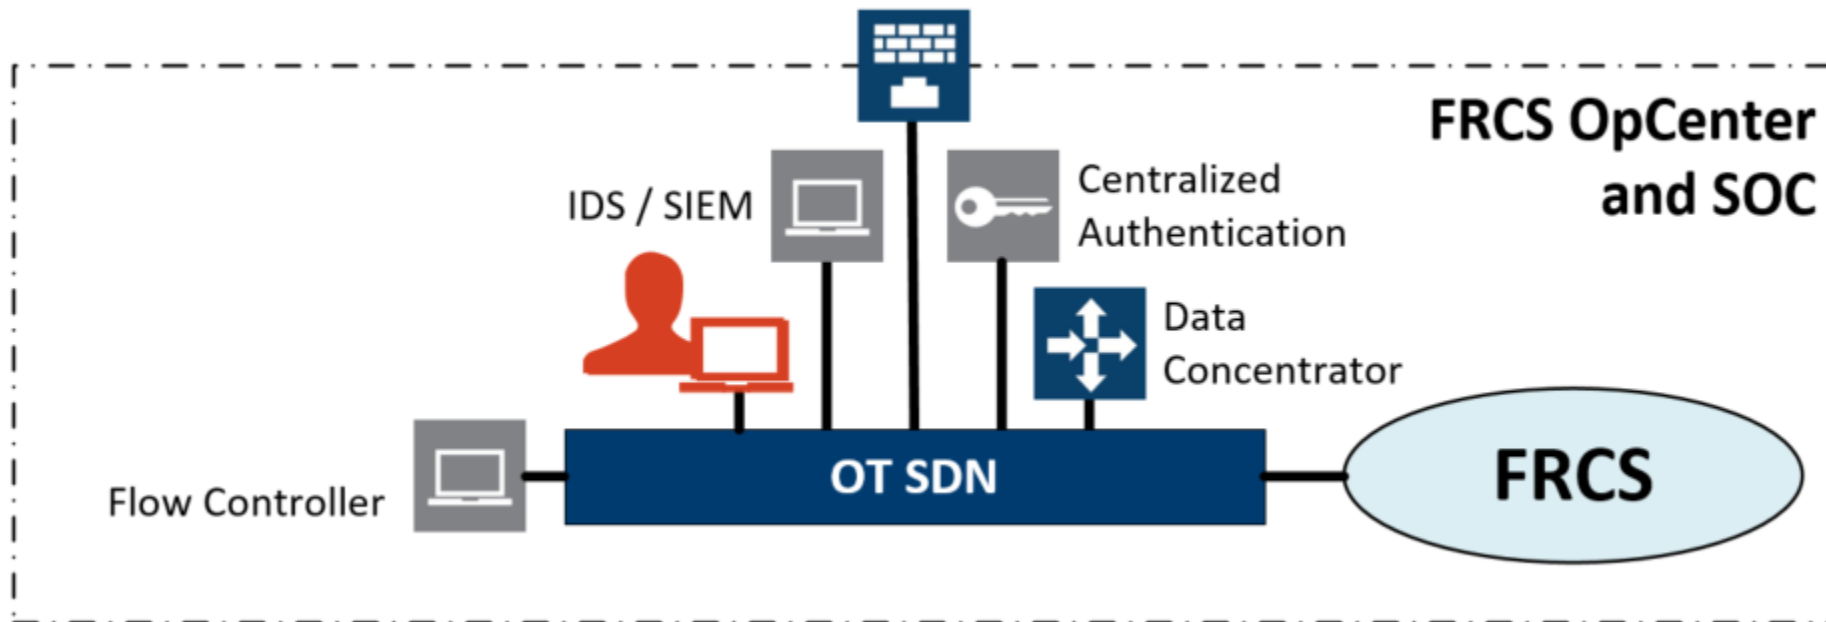 FRCS OpCenter
and SOC
IDS / SIEM
Centralized
Authentication
Data
Concentrator
Flow Controller
OT SDN
FRCS